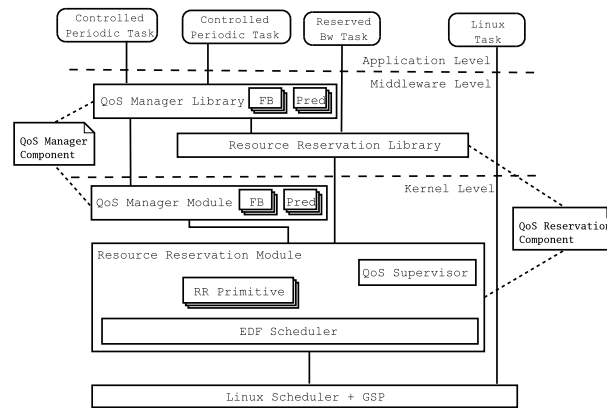 Controlled
Periodic Task
Controlled
Periodic Task
Reserved
Bw Task
Linux
Task
Application Level
Middleware Level
QoS Manager Library
FB
Pred
QoS Manager
Component
Resource Reservation Library
Kernel Level
QoS Manager Module
FB
Pred
QoS Reservation
Component
Resource Reservation Module
QoS Supervisor
RR Primitive
EDF Scheduler
Linux Scheduler + GSP